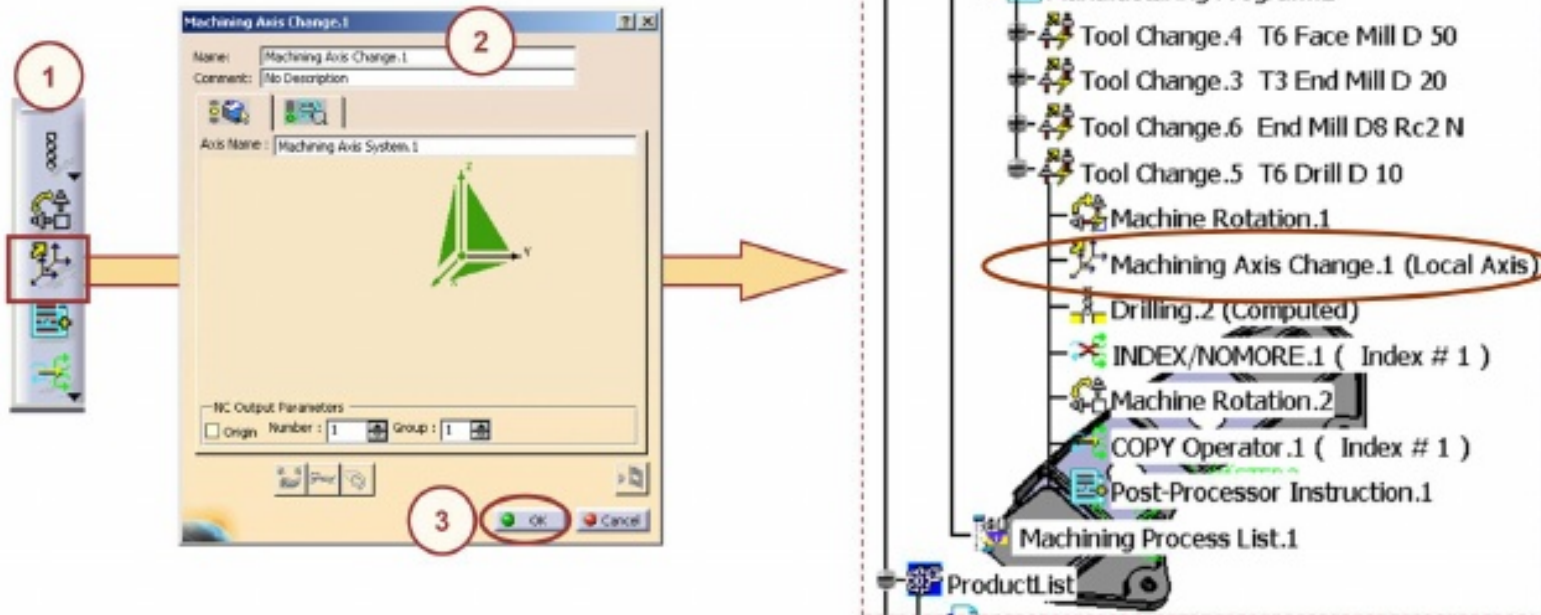 1
Machining Axis Change.1
2
Name: Machining Axis Change.1
Comment: No Description
Axis Name : Machining Axis System.1
Z
Y
X
NC Output Parameters
Origin Number : 1 Group : 1
3
OK
Cancel
Tool Change.4 T6 Face Mill D 50
Tool Change.3 T3 End Mill D 20
Tool Change.6 End Mill D8 Rc2 N
Tool Change.5 T6 Drill D 10
Machine Rotation.1
Machining Axis Change.1 (Local Axis)
Drilling.2 (Computed)
INDEX/NOMORE.1 ( Index # 1 )
Machine Rotation.2
COPY Operator.1 ( Index # 1 )
Post-Processor Instruction.1
Machining Process List.1
ProductList